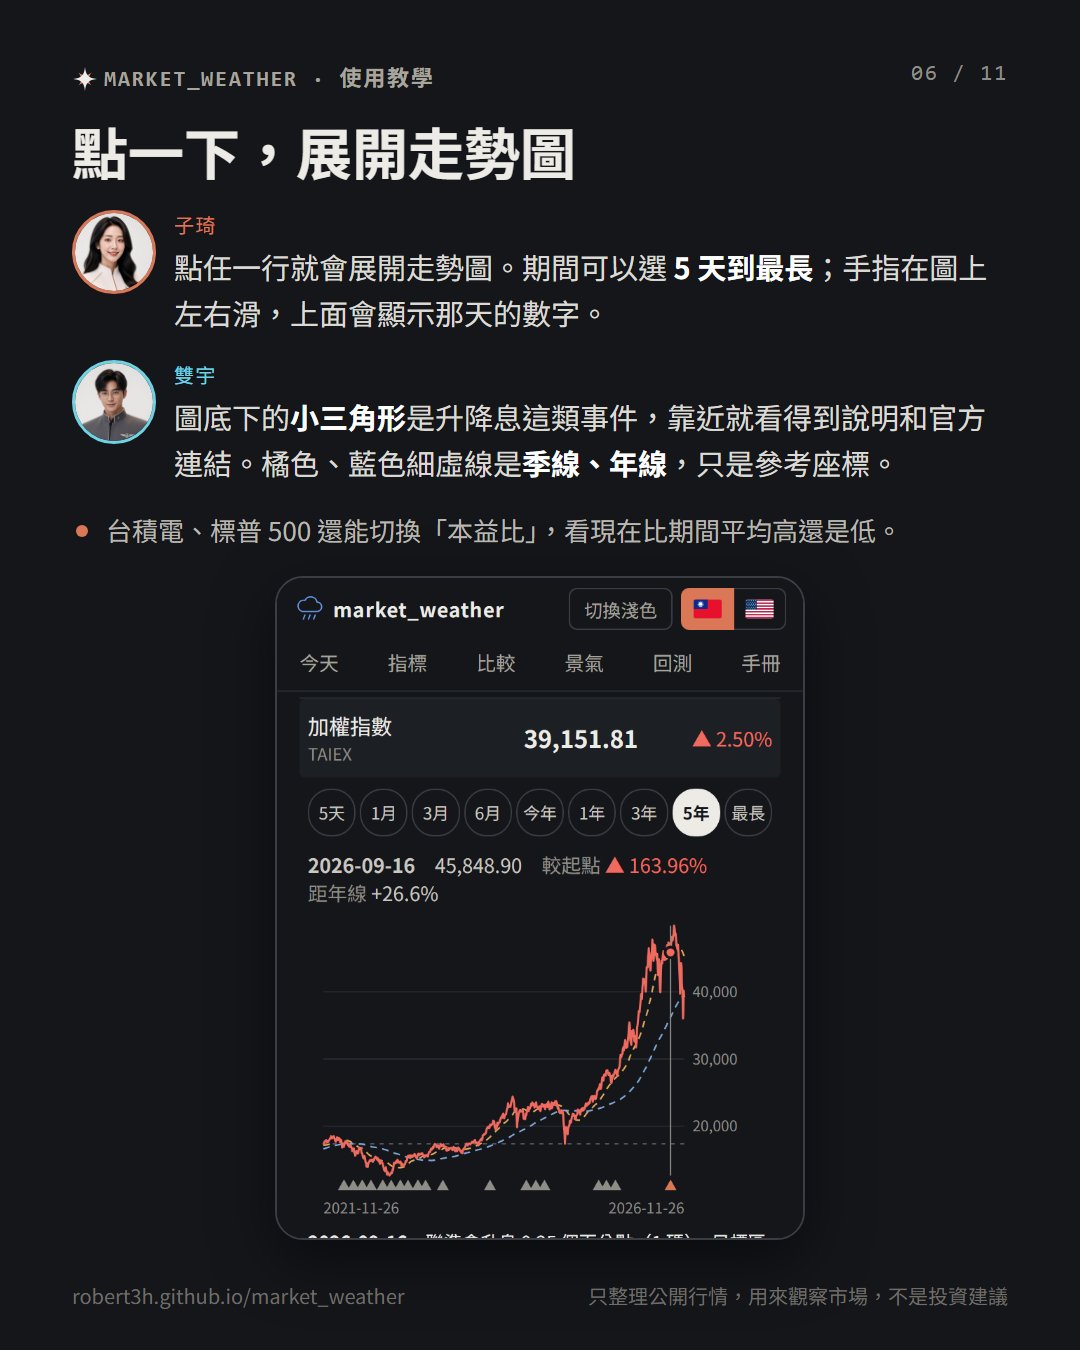 MARKET_WEATHER · 使用教學
06 / 11
點一下，展開走勢圖
子琦
點任一行就會展開走勢圖。期間可以選 5 天到最長；手指在圖上
左右滑，上面會顯示那天的數字。
雙宇
圖底下的小三角形是升降息這類事件，靠近就看得到說明和官方
連結。橘色、藍色細虛線是季線、年線，只是參考座標。
台積電、標普 500 還能切換「本益比」，看現在比期間平均高還是低。
market_weather
切換淺色
今天 指標 比較 景氣 回測 手冊
加權指數
TAIEX
39,151.81
▲ 2.50%
5天 1月 3月 6月 今年 1年 3年 5年 最長
2026-09-16 45,848.90 較起點 ▲ 163.96%
距年線 +26.6%
40,000
30,000
20,000
2021-11-26 2026-11-26
robert3h.github.io/market_weather
只整理公開行情，用來觀察市場，不是投資建議